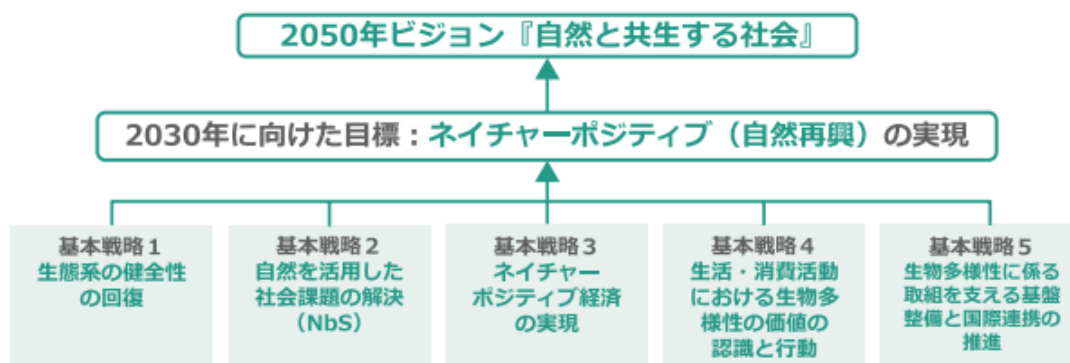 2050年ビジョン『自然と共生する社会』
2030年に向けた目標：ネイチャーポジティブ（自然再興）の実現
基本戦略１
生態系の健全性
の回復
基本戦略２
自然を活用した
社会課題の解決
（NbS）
基本戦略３
ネイチャー
ポジティブ経済
の実現
基本戦略４
生活・消費活動
における生物多
様性の価値の
認識と行動
基本戦略５
生物多様性に係る
取組を支える基盤
整備と国際連携の
推進